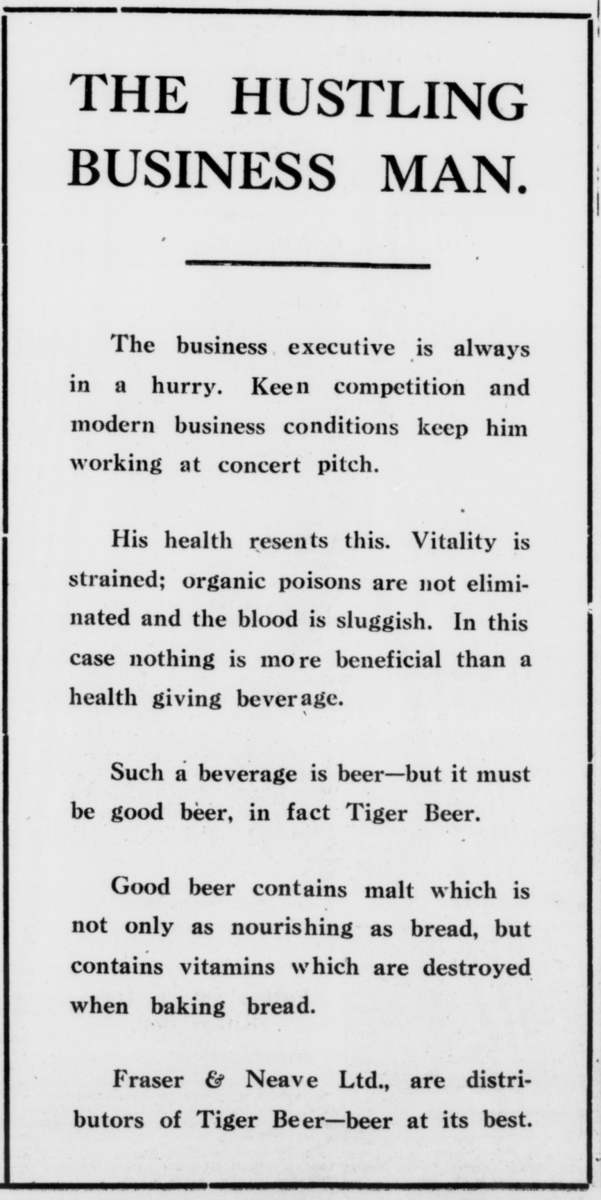 THE HUSTLING
BUSINESS MAN.
The business executive is always
in a hurry. Keen competition and
modern business conditions keep him
working at concert pitch.
His health resents this. Vitality is
strained; organic poisons are not elimi-
nated and the blood is sluggish. In this
case nothing is more beneficial than a
health giving beverage.
Such a beverage is beer—but it must
be good beer, in fact Tiger Beer.
Good beer contains malt which is
not only as nourishing as bread, but
contains vitamins which are destroyed
when baking bread.
Fraser & Neave Ltd., are distri-
butors of Tiger Beer—beer at its best.